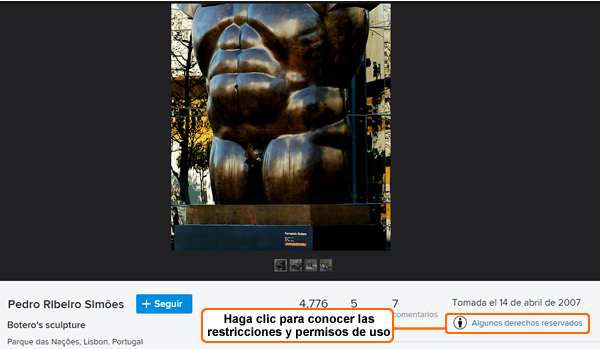 Fernando Botero
Pedro Ribeiro Simões
+ Seguir
4,776
5
7
comentarios
Tomada el 14 de abril de 2007
Haga clic para conocer las
restricciones y permisos de uso
Algunos derechos reservados
Botero's sculpture
Parque das Nações, Lisbon. Portugal